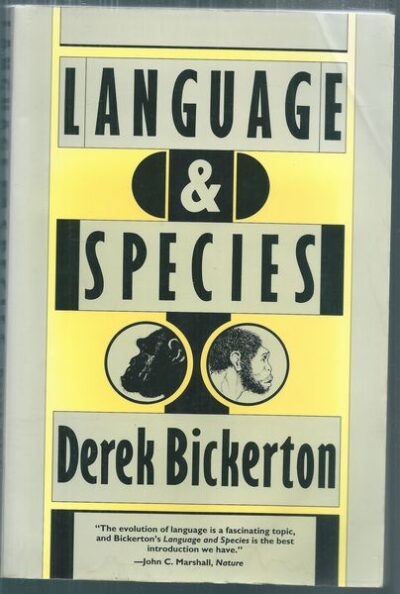 LANGUAGE
&
SPECIES
Derek Bickerton
"The evolution of language is a fascinating topic,
and Bickerton's Language and Species is the best
introduction we have."
—John C. Marshall, Nature